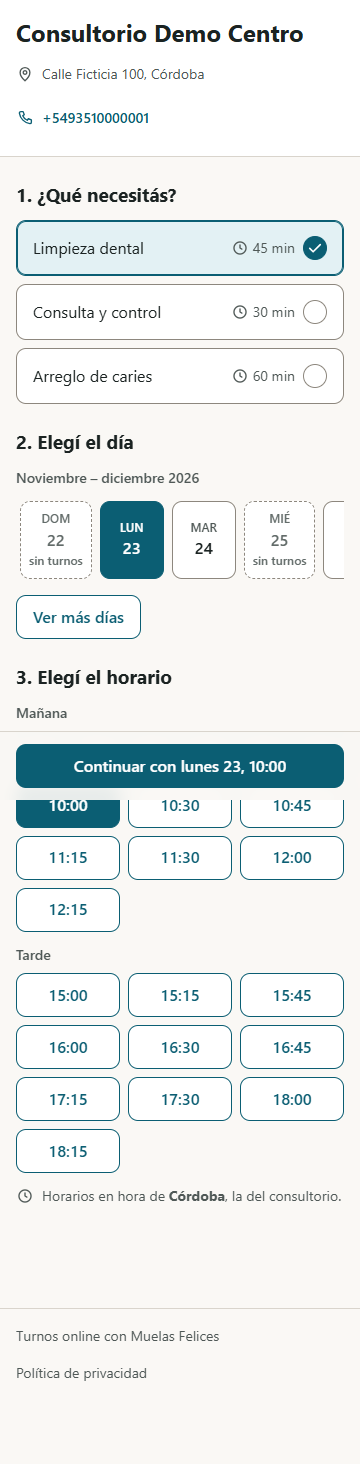 Consultorio Demo Centro
Calle Ficticia 100, Córdoba
+5493510000001
1. ¿Qué necesitás?
Limpieza dental 45 min
Consulta y control 30 min
Arreglo de caries 60 min
2. Elegí el día
Noviembre – diciembre 2026
DOM LUN MAR MIÉ
22 23 24 25
sin turnos sin turnos
Ver más días
3. Elegí el horario
Mañana
Continuar con lunes 23, 10:00
10:00 10:30 10:45
11:15 11:30 12:00
12:15
Tarde
15:00 15:15 15:45
16:00 16:30 16:45
17:15 17:30 18:00
18:15
Horarios en hora de Córdoba, la del consultorio.
Turnos online con Muelas Felices
Política de privacidad